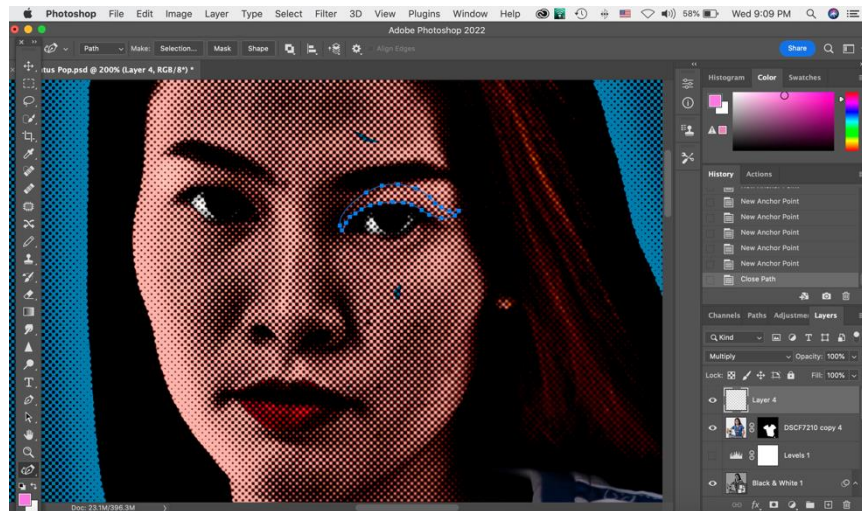 Photoshop File Edit Image Layer Type Select Filter 3D View Plugins Window Help 58% Wed 9:09 PM
Adobe Photoshop 2022
Path Make: Selection... Mask Shape Align Edges Share
tus Pop.psd @ 200% (Layer 4, RGB/8*) *
Histogram Color Swatches
History Actions
New Anchor Point
New Anchor Point
New Anchor Point
New Anchor Point
Close Path
Channels Paths Adjustme Layers
Kind
Multiply Opacity: 100%
Lock: Fill: 100%
Layer 4
DSCF7210 copy 4
Levels 1
Black & White 1
Doc: 23.1M/396.3M